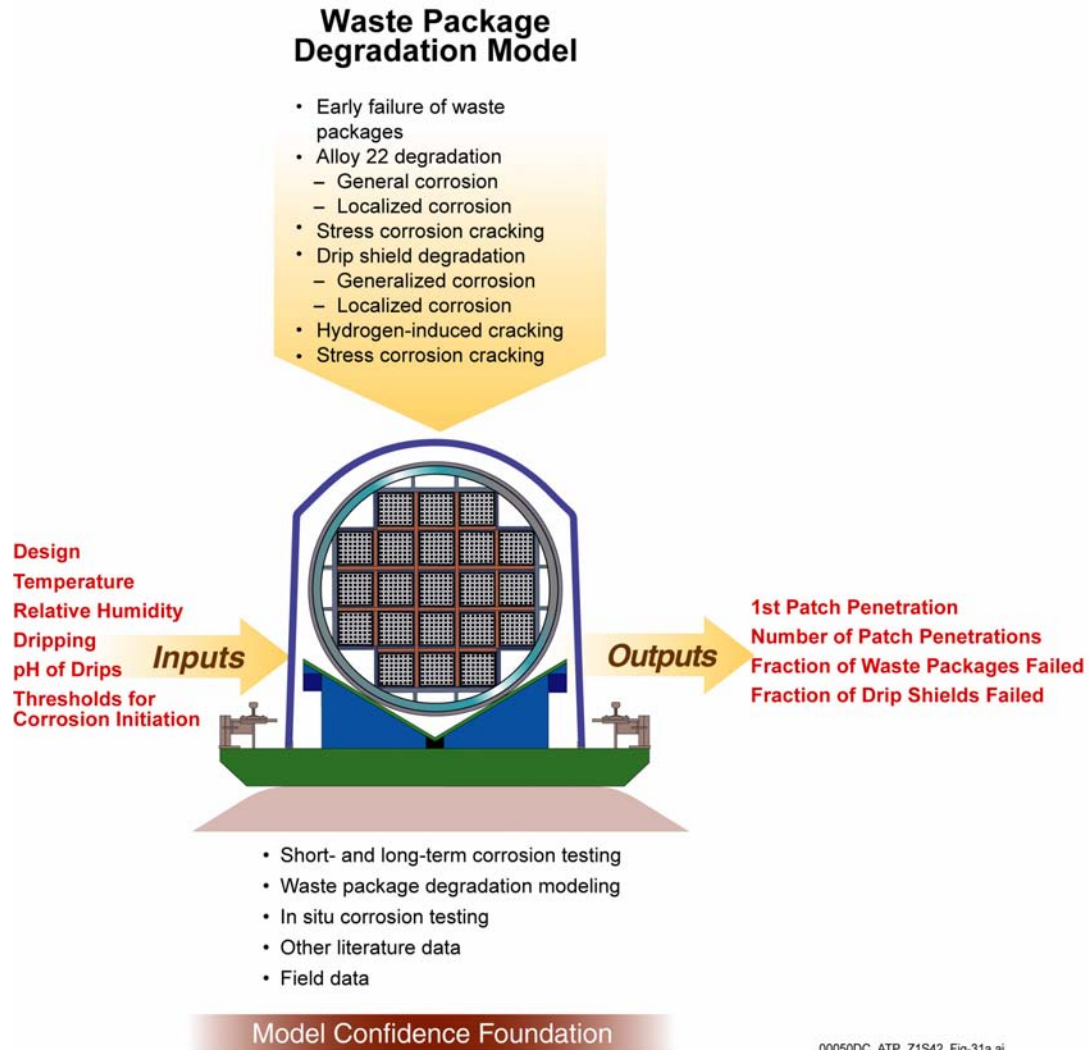 Waste Package
Degradation Model
• Early failure of waste
packages
• Alloy 22 degradation
– General corrosion
– Localized corrosion
• Stress corrosion cracking
• Drip shield degradation
– Generalized corrosion
– Localized corrosion
• Hydrogen-induced cracking
• Stress corrosion cracking
Design
Temperature
Relative Humidity
Dripping
pH of Drips
Thresholds for
Corrosion Initiation
Inputs
Outputs
1st Patch Penetration
Number of Patch Penetrations
Fraction of Waste Packages Failed
Fraction of Drip Shields Failed
• Short- and long-term corrosion testing
• Waste package degradation modeling
• In situ corrosion testing
• Other literature data
• Field data
Model Confidence Foundation
00050DC_ATP_Z1S42_Fig-31a.ai